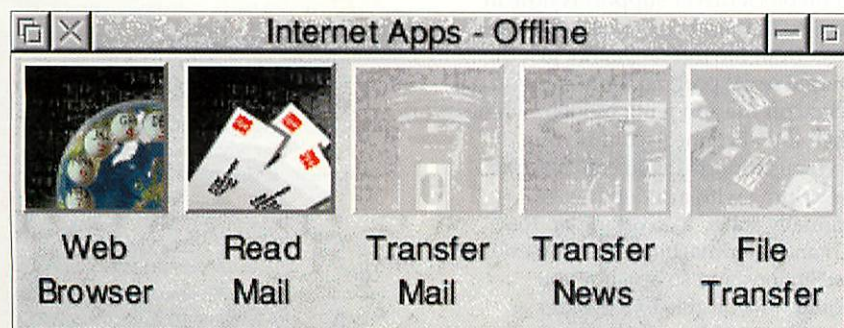 Internet Apps - Offline
Web Browser
Read Mail
Transfer Mail
Transfer News
File Transfer